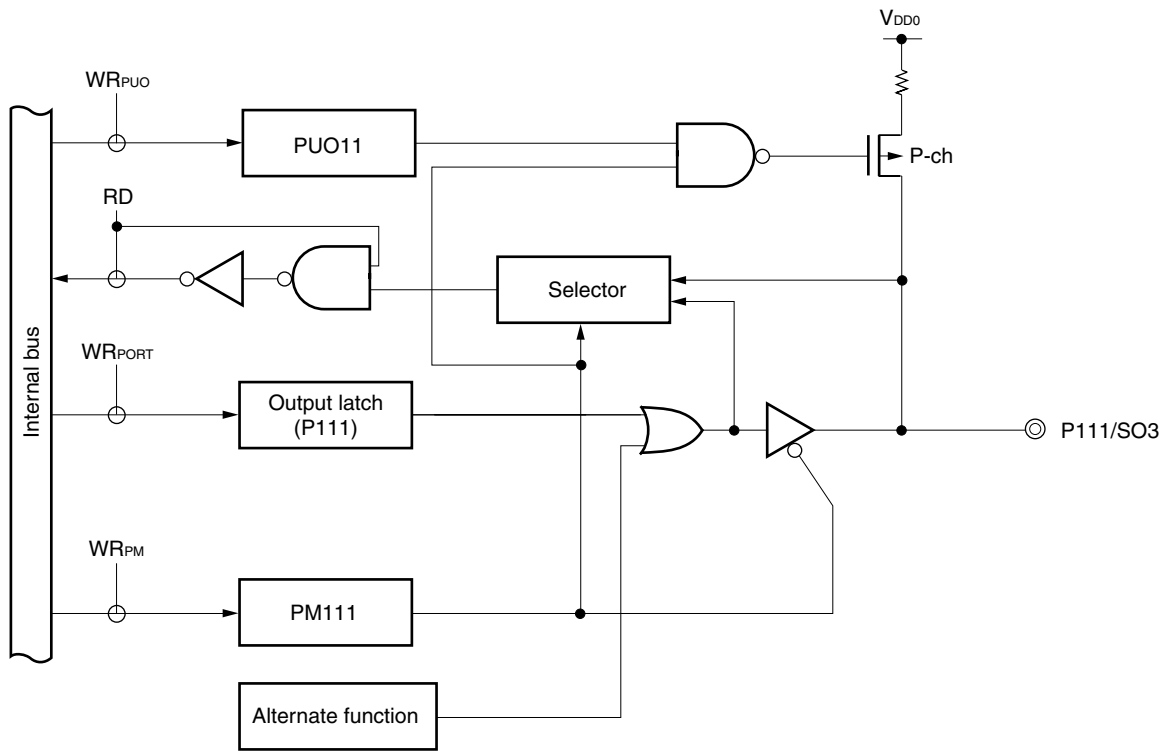 VDD0
WRPUO
PUO11
P-ch
RD
Selector
Internal bus
WRPORT
Output latch
(P111)
P111/SO3
WRPM
PM111
Alternate function